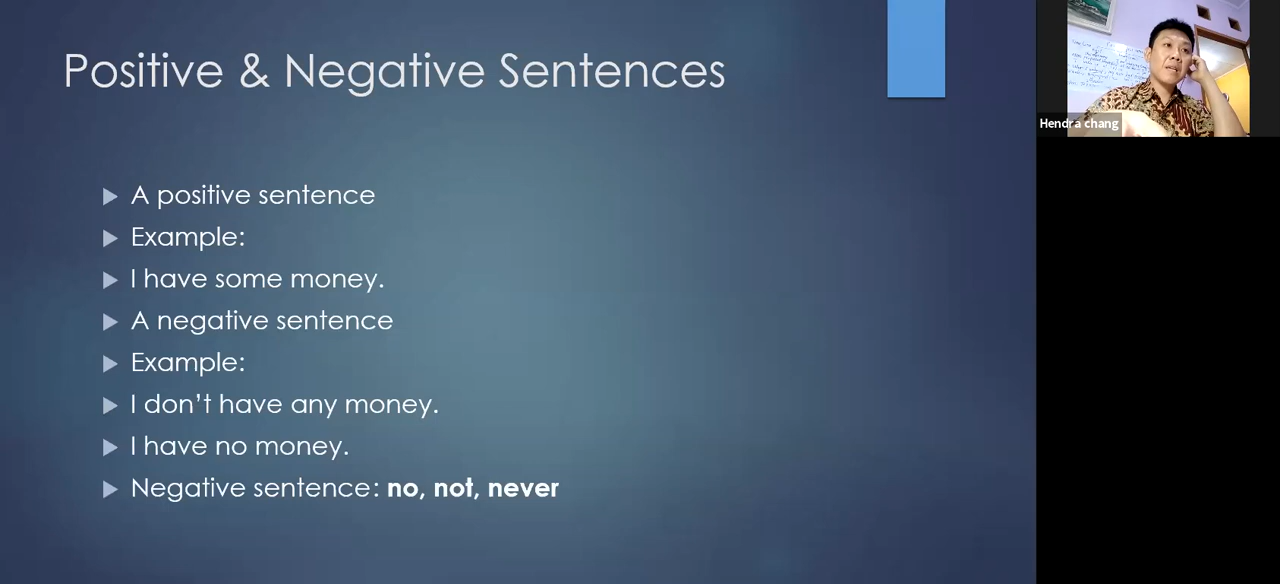 Positive & Negative Sentences
A positive sentence
Example:
I have some money.
A negative sentence
Example:
I don't have any money.
I have no money.
Negative sentence: no, not, never
Hendra chang